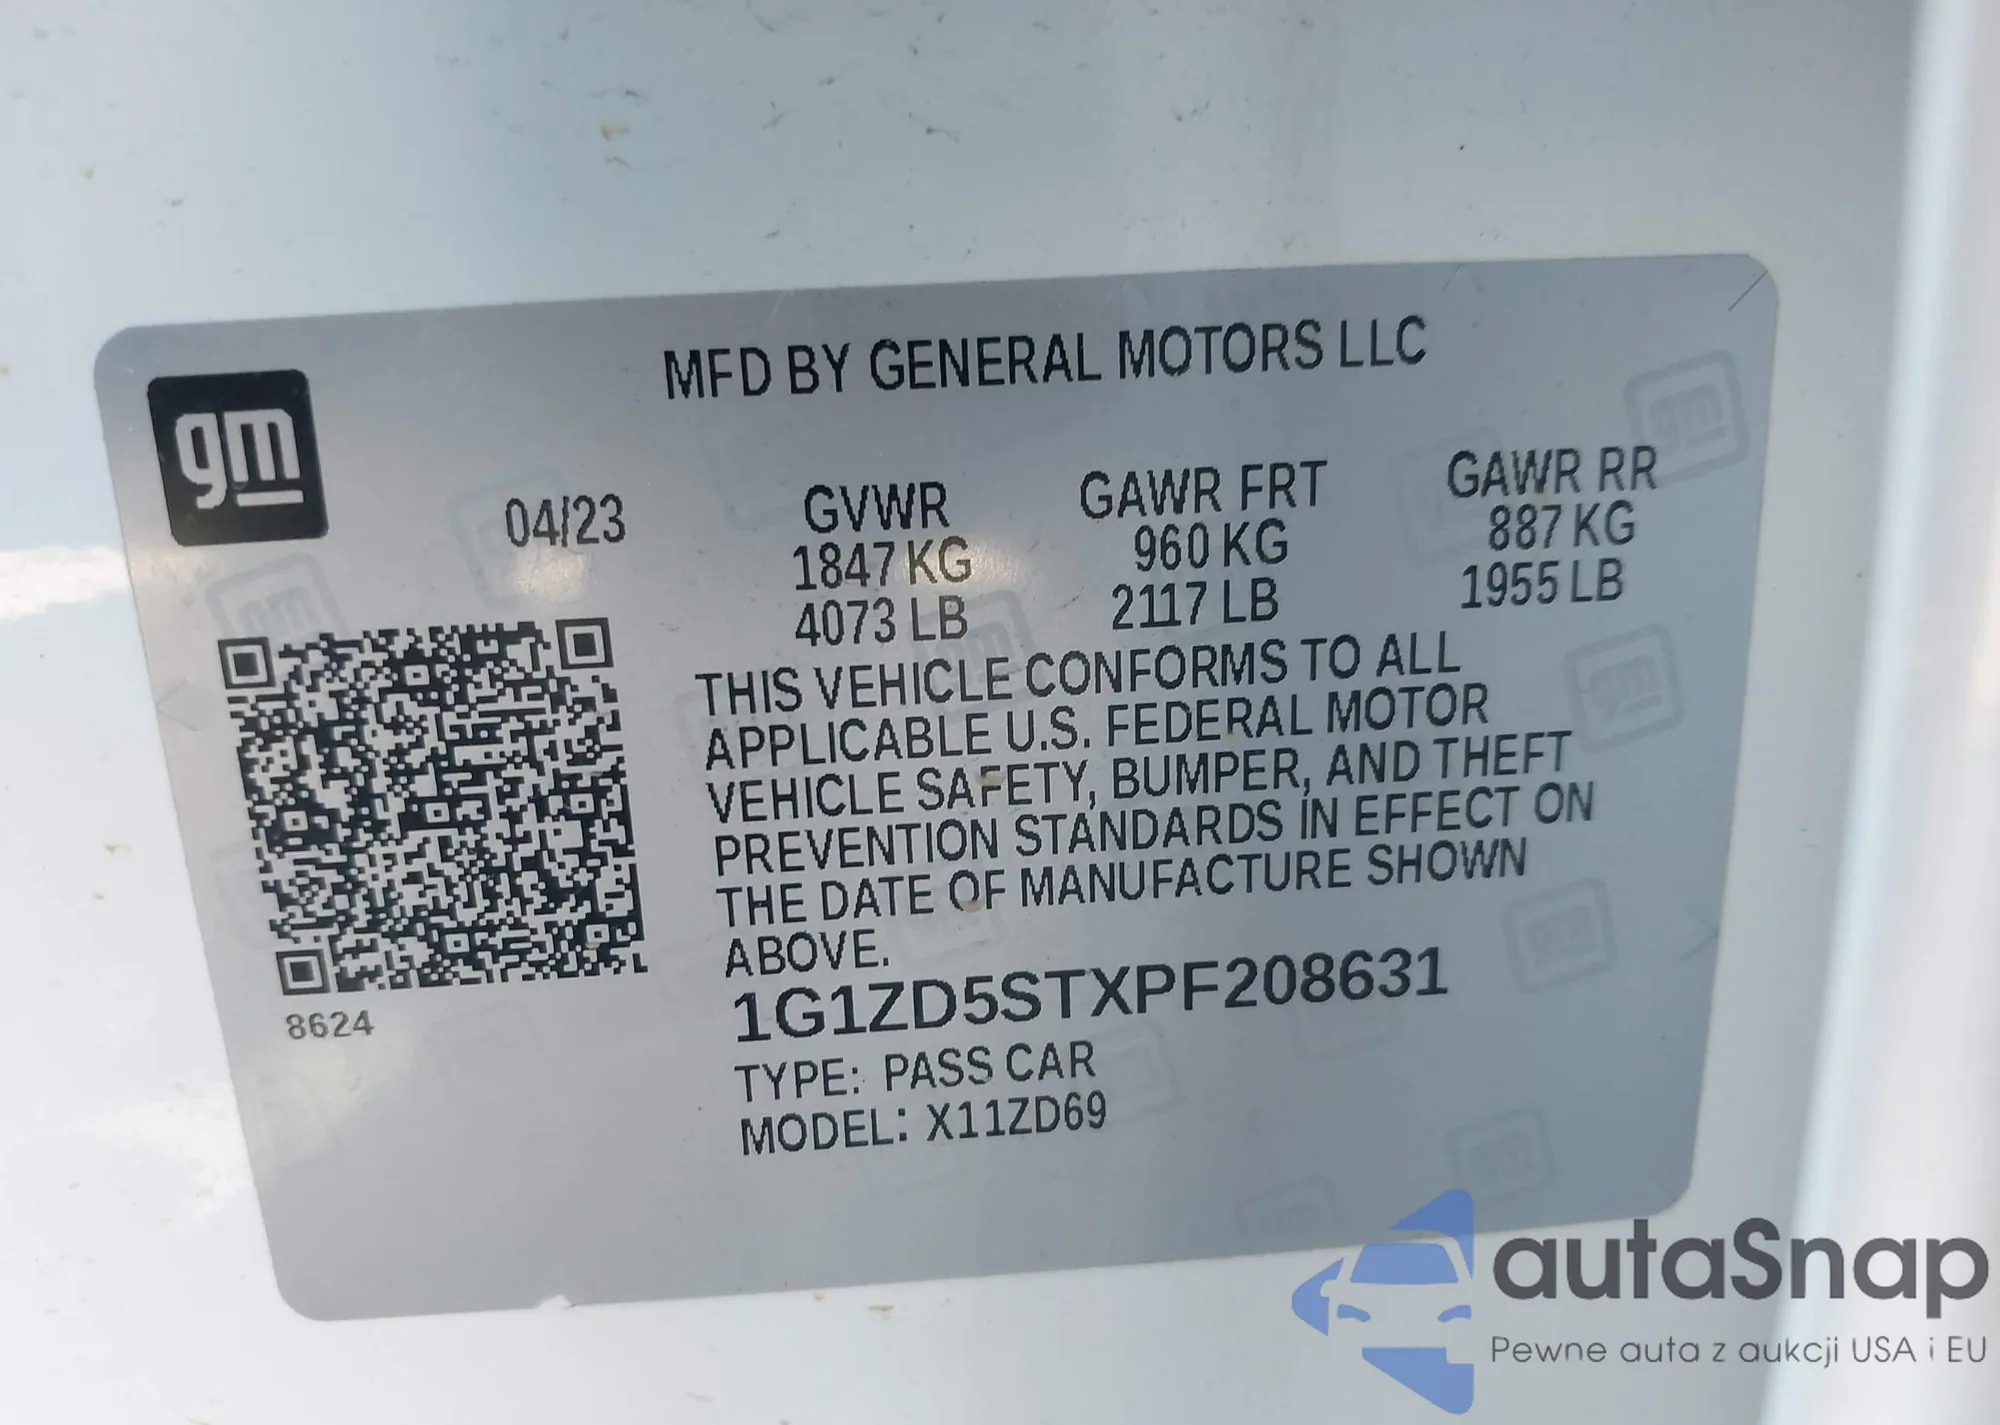 gm
MFD BY GENERAL MOTORS LLC
04/23
GVWR
1847 KG
4073 LB
GAWR FRT
960 KG
2117 LB
GAWR RR
887 KG
1955 LB
THIS VEHICLE CONFORMS TO ALL
APPLICABLE U.S. FEDERAL MOTOR
VEHICLE SAFETY, BUMPER, AND THEFT
PREVENTION STANDARDS IN EFFECT ON
THE DATE OF MANUFACTURE SHOWN
ABOVE.
1G1ZD5STXPF208631
TYPE: PASS CAR
MODEL: X11ZD69
8624
autaSnap
Pewne auta z aukcji USA i EU